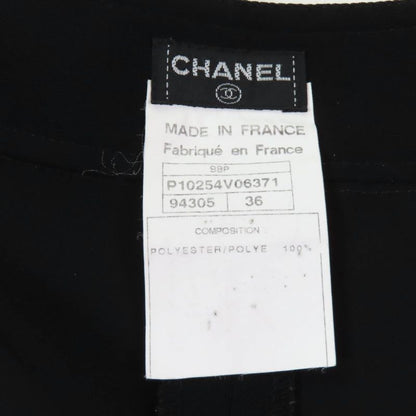 CHANEL
MADE IN FRANCE
Fabriqué en France
98P
P10254V06371
94305 36
COMPOSITION
POLYESTER/POLYE 100%